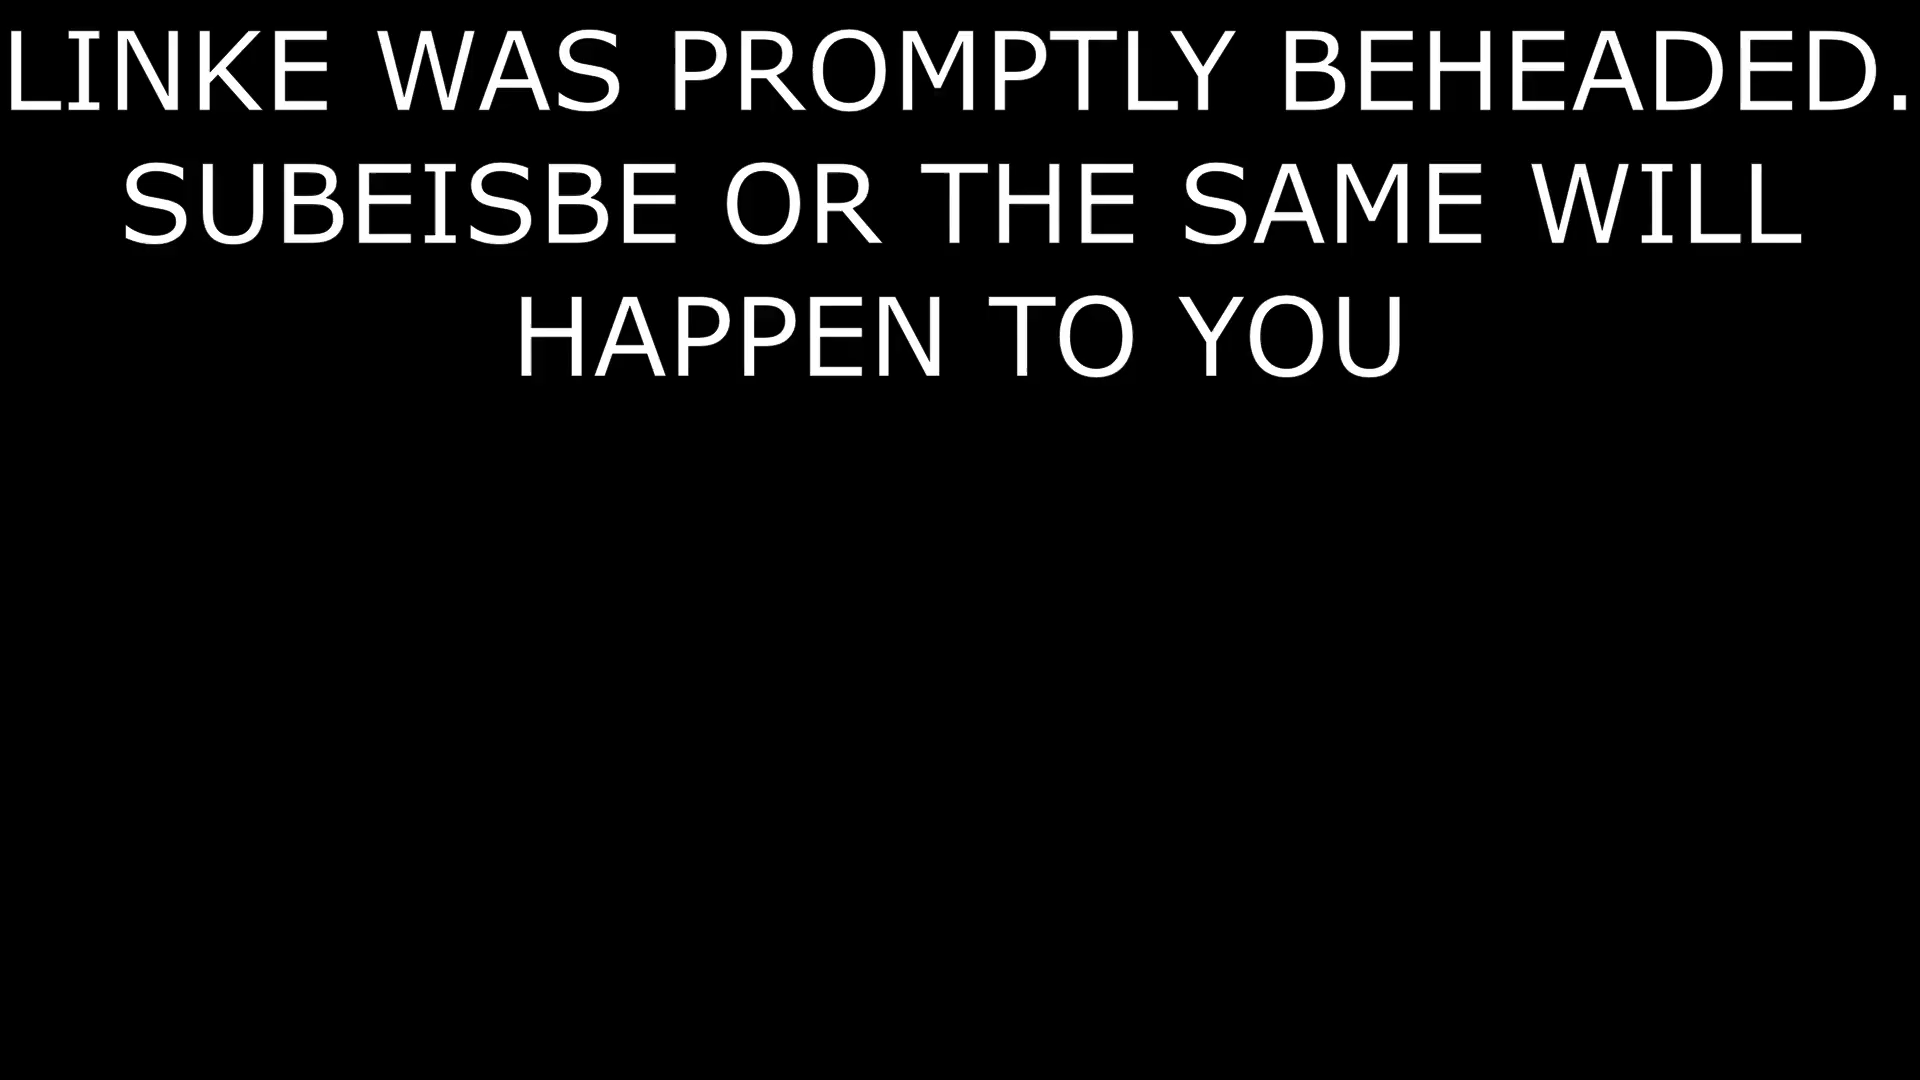 LINKE WAS PROMPTLY BEHEADED.
SUBEISBE OR THE SAME WILL
HAPPEN TO YOU